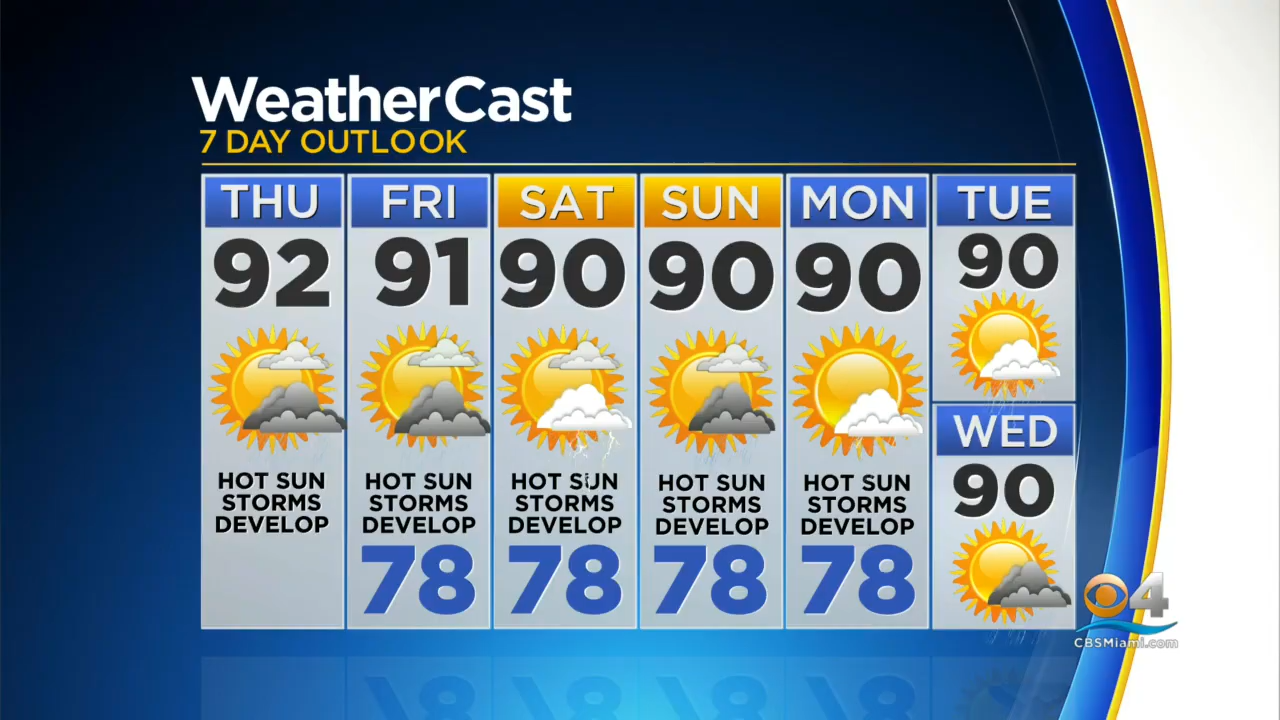 WeatherCast
7 DAY OUTLOOK
THU
92
HOT SUN
STORMS
DEVELOP
FRI
91
HOT SUN
STORMS
DEVELOP
78
SAT
90
HOT SUN
STORMS
DEVELOP
78
SUN
90
HOT SUN
STORMS
DEVELOP
78
MON
90
HOT SUN
STORMS
DEVELOP
78
TUE
90
WED
90
4
CBSMiami.com